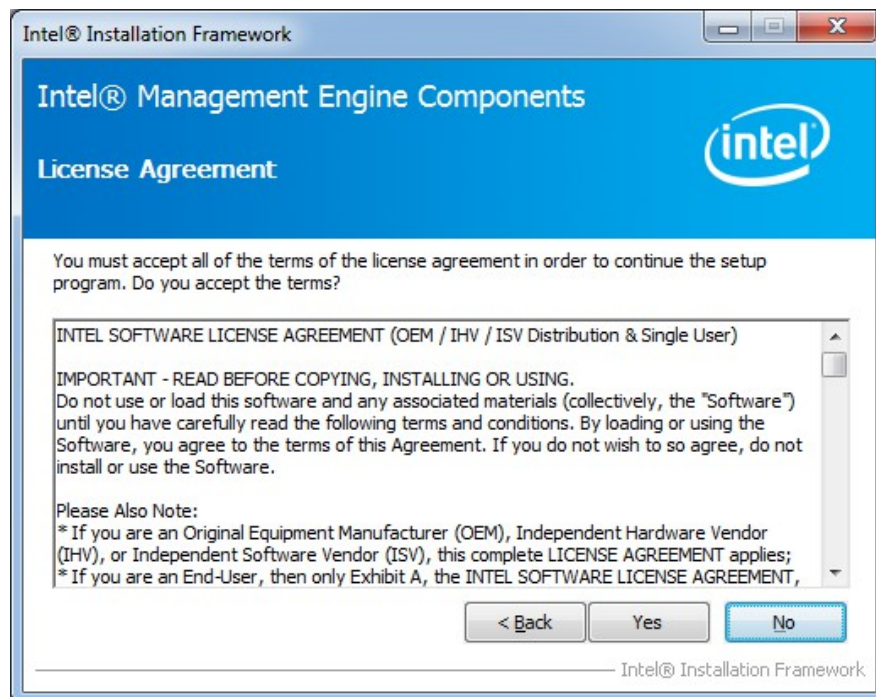 Intel® Installation Framework
Intel® Management Engine Components
intel
License Agreement
You must accept all of the terms of the license agreement in order to continue the setup
program. Do you accept the terms?
INTEL SOFTWARE LICENSE AGREEMENT (OEM / IHV / ISV Distribution & Single User)
IMPORTANT - READ BEFORE COPYING, INSTALLING OR USING.
Do not use or load this software and any associated materials (collectively, the "Software")
until you have carefully read the following terms and conditions. By loading or using the
Software, you agree to the terms of this Agreement. If you do not wish to so agree, do not
install or use the Software.
Please Also Note:
* If you are an Original Equipment Manufacturer (OEM), Independent Hardware Vendor
(IHV), or Independent Software Vendor (ISV), this complete LICENSE AGREEMENT applies;
* If you are an End-User, then only Exhibit A, the INTEL SOFTWARE LICENSE AGREEMENT,
< Back Yes No
Intel® Installation Framework